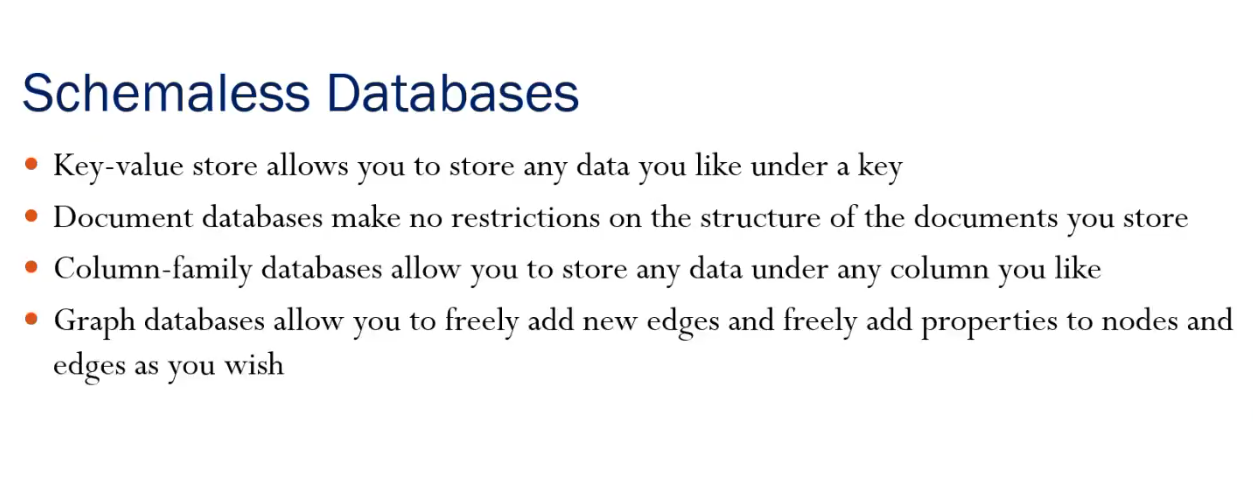 Schemaless Databases
• Key-value store allows you to store any data you like under a key
• Document databases make no restrictions on the structure of the documents you store
• Column-family databases allow you to store any data under any column you like
• Graph databases allow you to freely add new edges and freely add properties to nodes and
edges as you wish